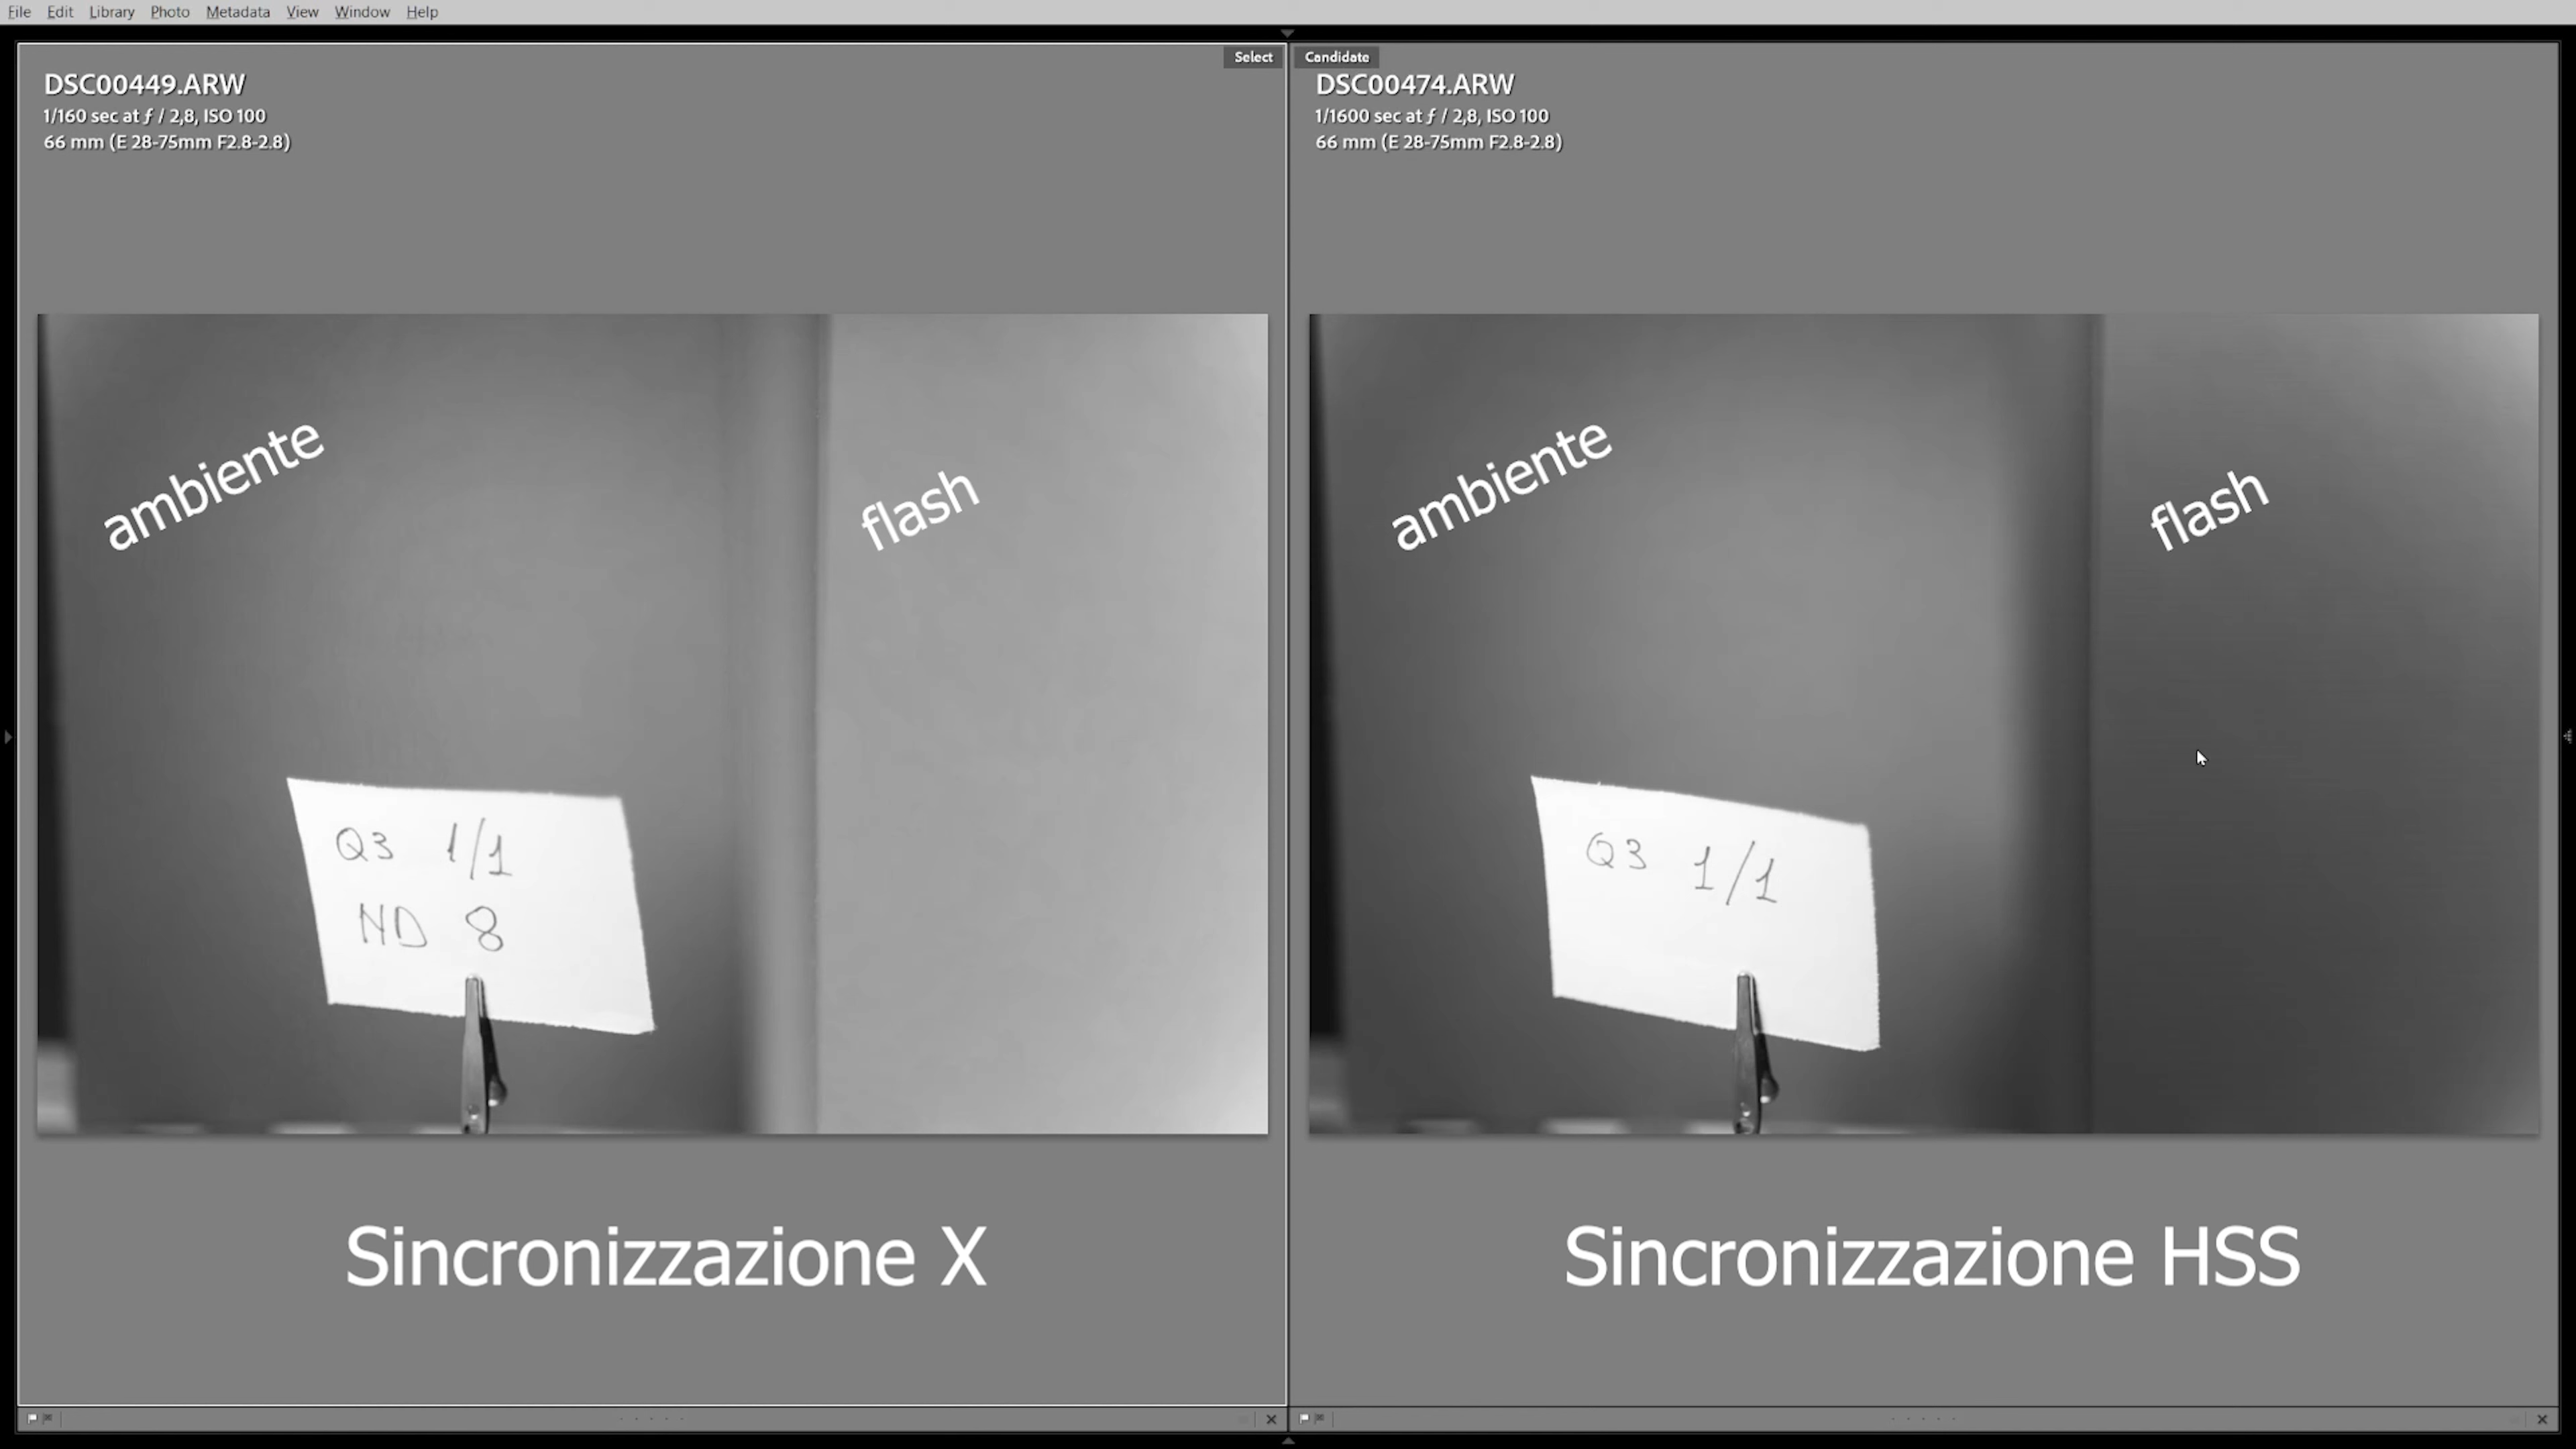 File Edit Library Photo Metadata View Window Help
Select
DSC00449.ARW
1/160 sec at ƒ / 2,8, ISO 100
66 mm (E 28-75mm F2.8-2.8)
ambiente
flash
Q3 1/1
ND 8
Sincronizzazione X
Candidate
DSC00474.ARW
1/1600 sec at ƒ / 2,8, ISO 100
66 mm (E 28-75mm F2.8-2.8)
ambiente
flash
Q3 1/1
Sincronizzazione HSS